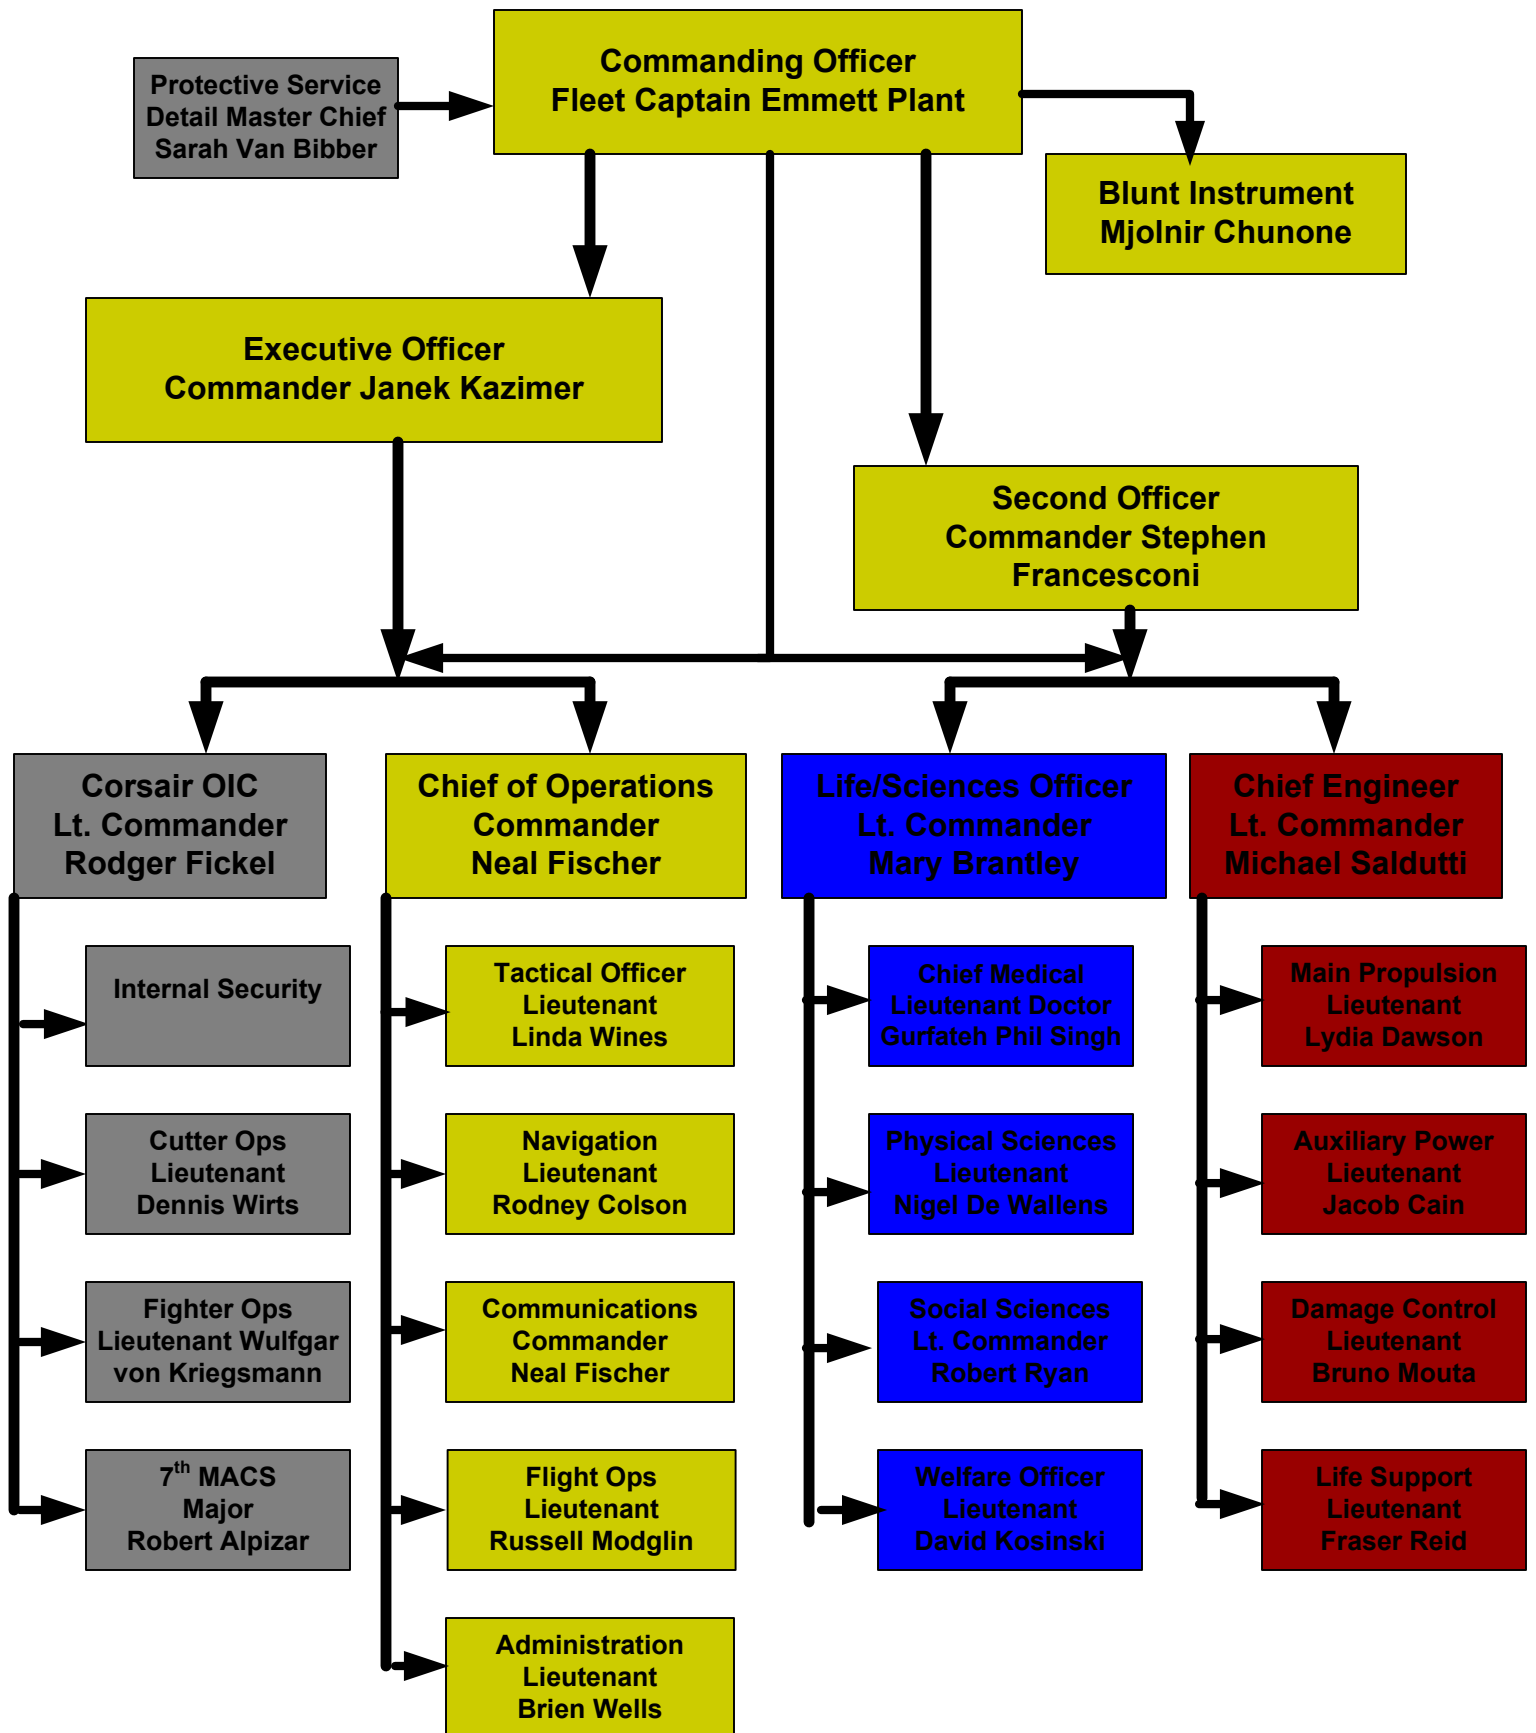 Commanding Officer
Fleet Captain Emmett Plant
Protective Service
Detail Master Chief
Sarah Van Bibber
Blunt Instrument
Mjolnir Chunone
Executive Officer
Commander Janek Kazimer
Second Officer
Commander Stephen
Francesconi
Corsair OIC
Lt. Commander
Rodger Fickel
Chief of Operations
Commander
Neal Fischer
Life/Sciences Officer
Lt. Commander
Mary Brantley
Chief Engineer
Lt. Commander
Michael Saldutti
Internal Security
Cutter Ops
Lieutenant
Dennis Wirts
Fighter Ops
Lieutenant Wulfgar
von Kriegsmann
7th MACS
Major
Robert Alpizar
Tactical Officer
Lieutenant
Linda Wines
Navigation
Lieutenant
Rodney Colson
Communications
Commander
Neal Fischer
Flight Ops
Lieutenant
Russell Modglin
Administration
Lieutenant
Brien Wells
Chief Medical
Lieutenant Doctor
Gurfateh Phil Singh
Physical Sciences
Lieutenant
Nigel De Wallens
Social Sciences
Lt. Commander
Robert Ryan
Welfare Officer
Lieutenant
David Kosinski
Main Propulsion
Lieutenant
Lydia Dawson
Auxiliary Power
Lieutenant
Jacob Cain
Damage Control
Lieutenant
Bruno Mouta
Life Support
Lieutenant
Fraser Reid